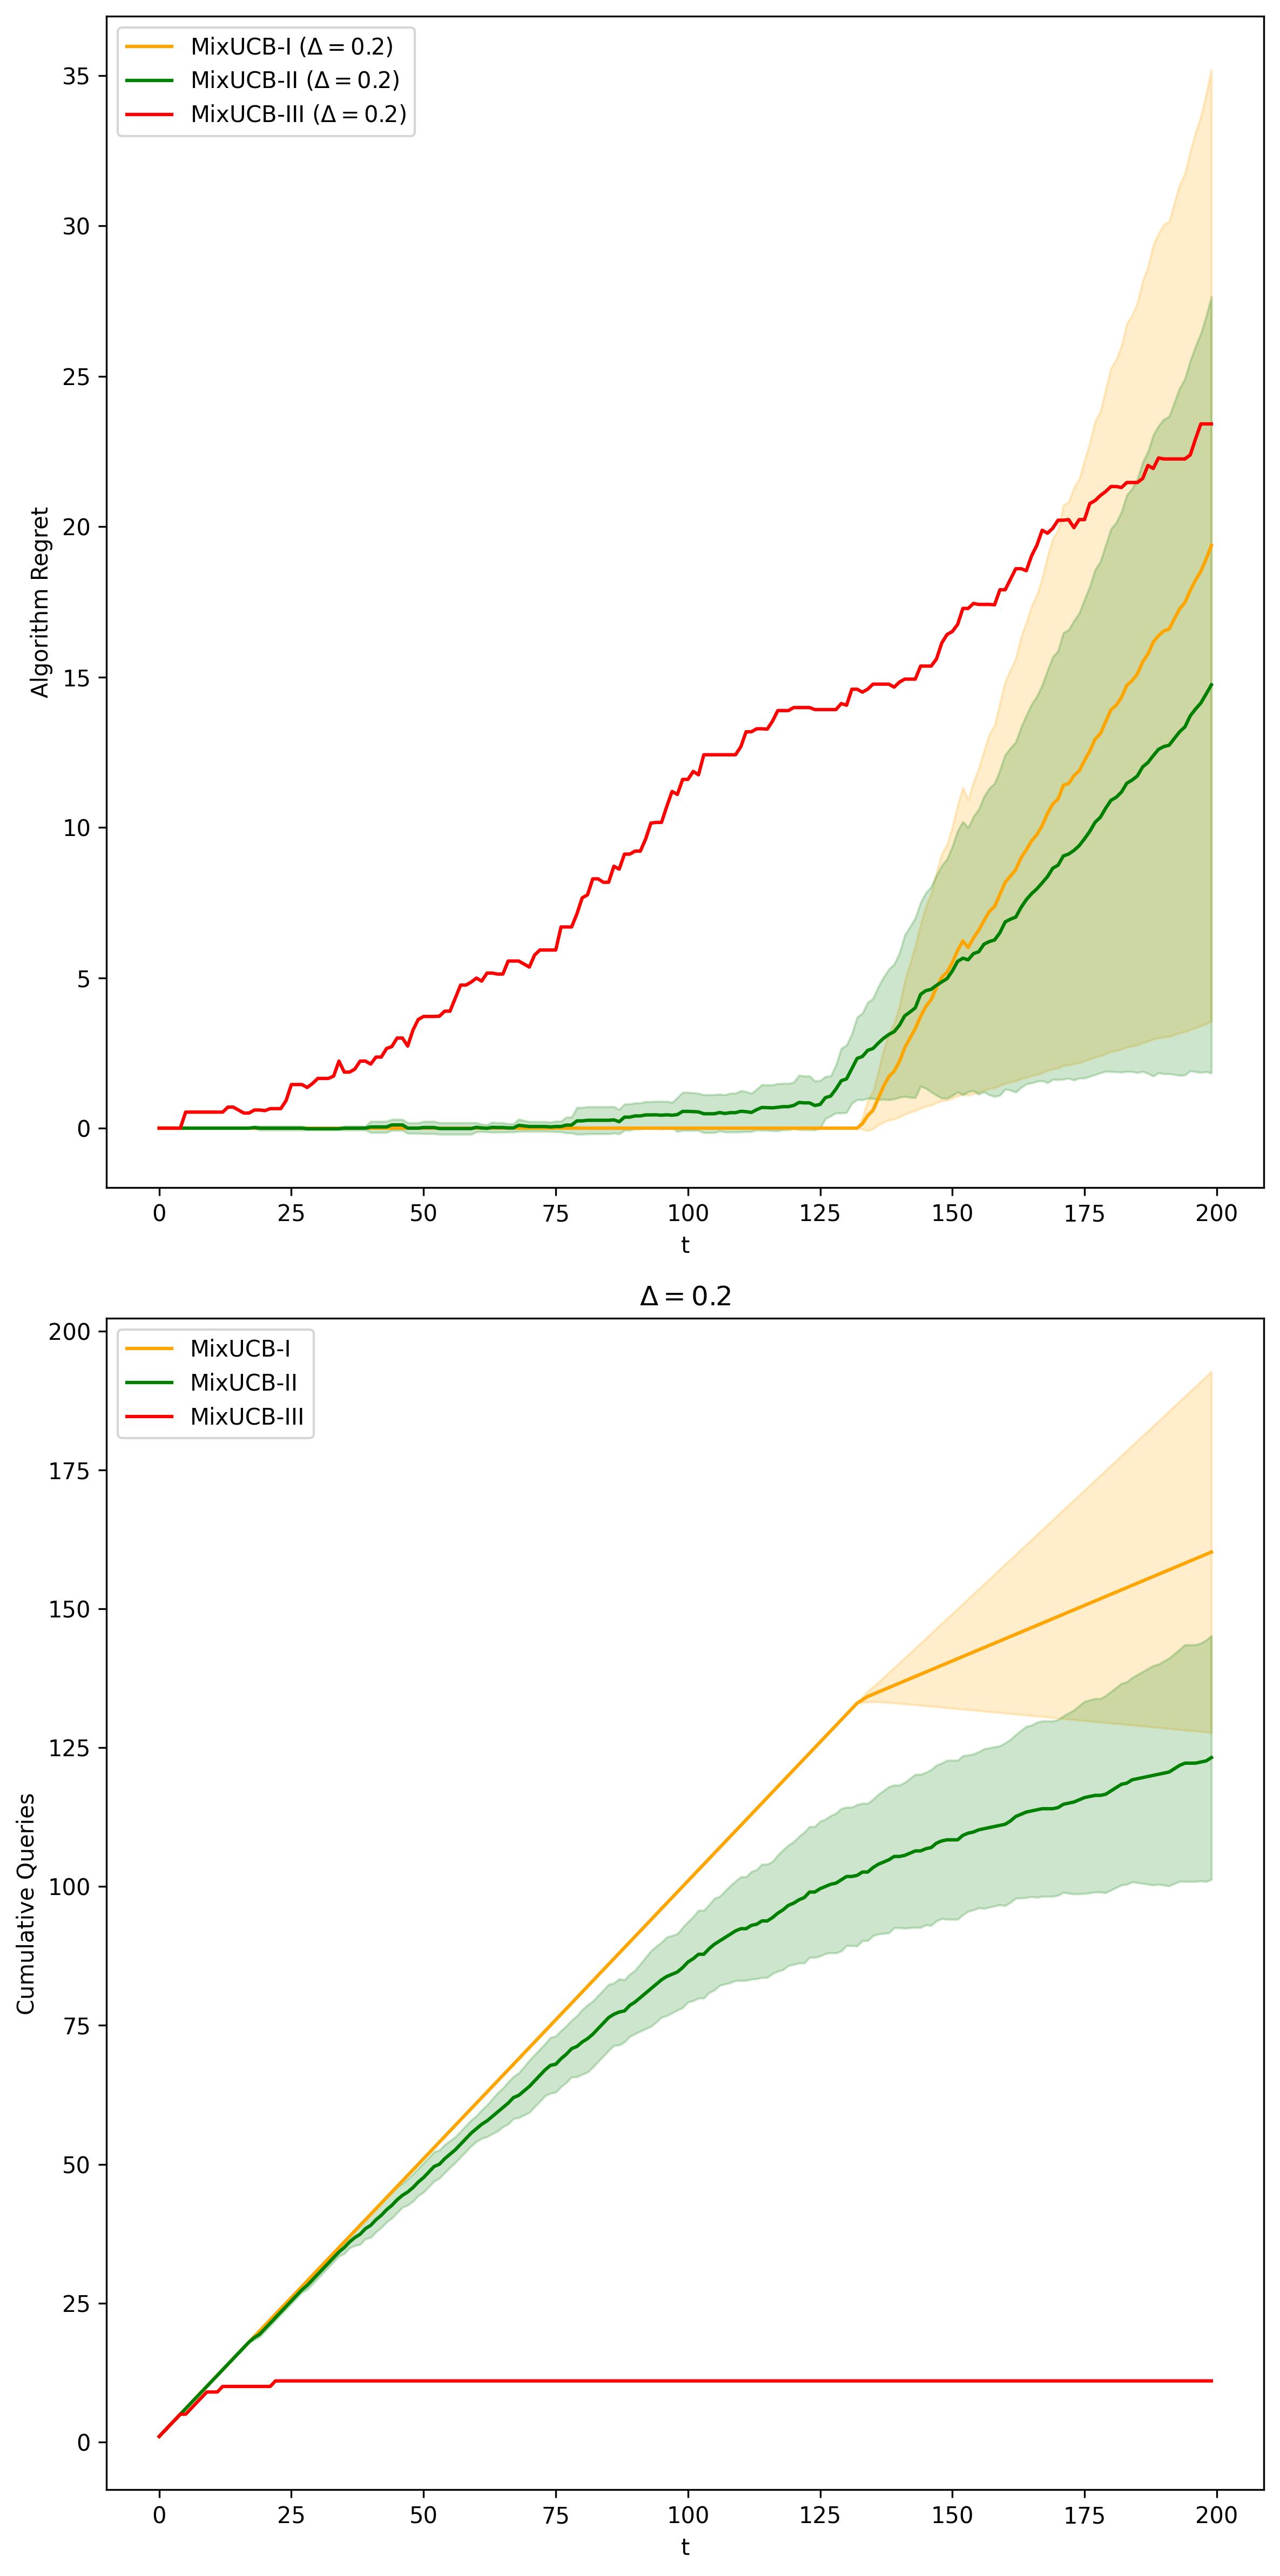 MixUCB-I (Δ = 0.2)
MixUCB-II (Δ = 0.2)
MixUCB-III (Δ = 0.2)
35
30
25
20
15
10
5
0
Algorithm Regret
0 25 50 75 100 125 150 175 200
t
Δ = 0.2
MixUCB-I
MixUCB-II
MixUCB-III
200
175
150
125
100
75
50
25
0
Cumulative Queries
0 25 50 75 100 125 150 175 200
t